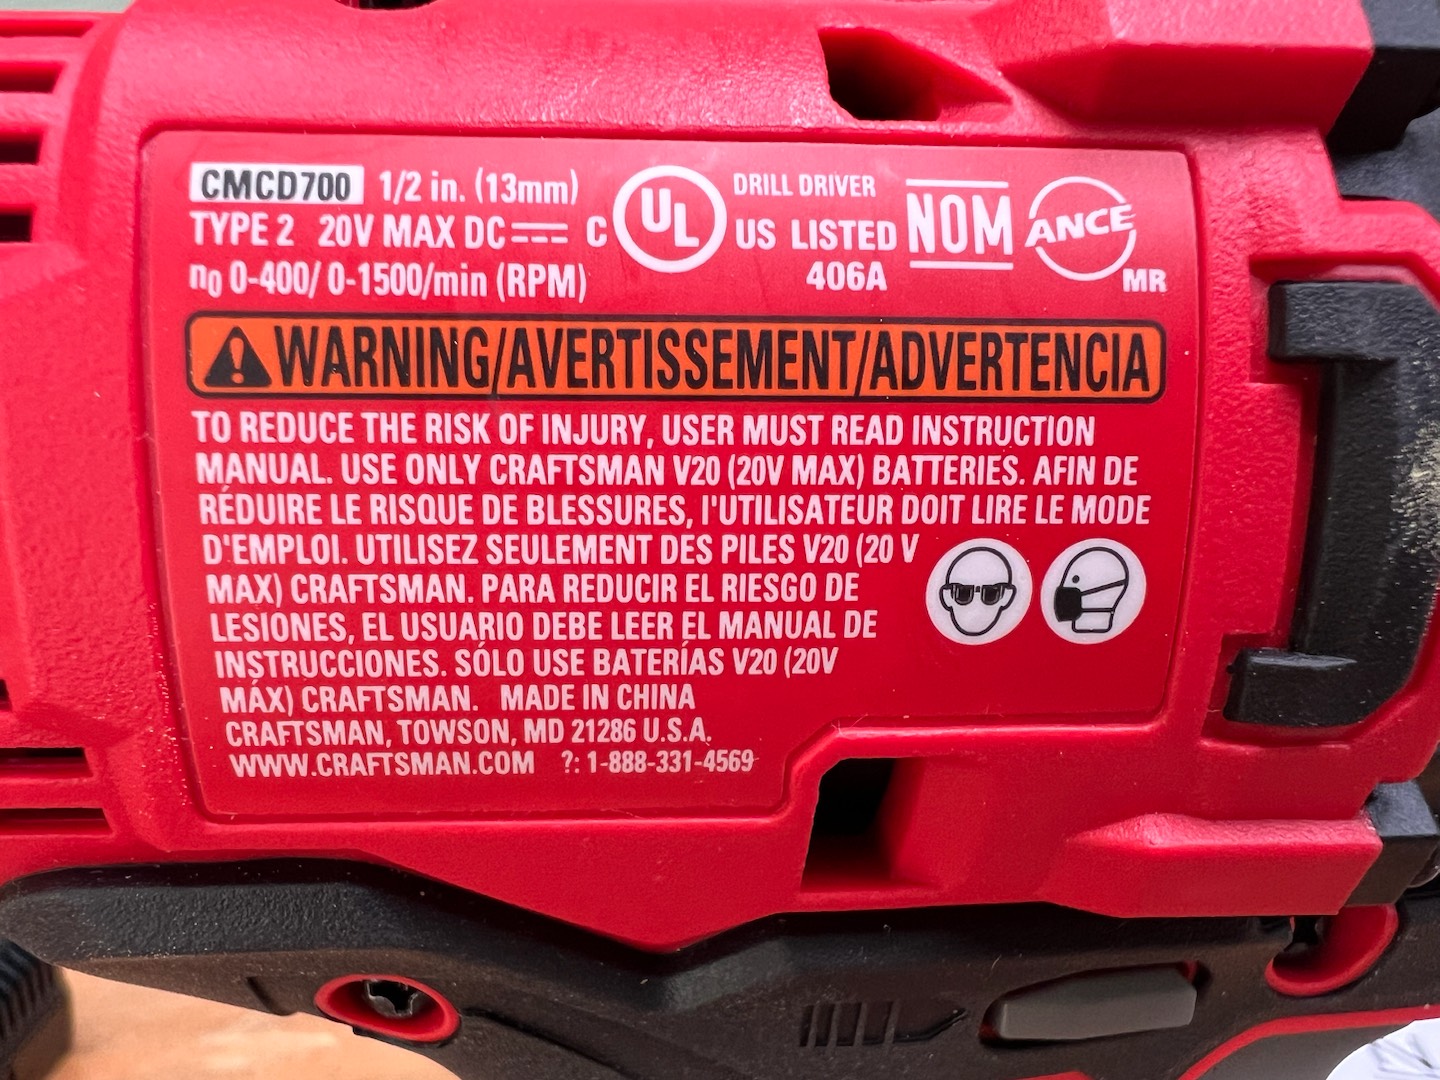 CMCD700 1/2 in. (13mm)
TYPE 2 20V MAX DC
n0 0-400/ 0-1500/min (RPM)
C UL US LISTED
DRILL DRIVER
406A
NOM
ANCE
MR
WARNING/AVERTISSEMENT/ADVERTENCIA
TO REDUCE THE RISK OF INJURY, USER MUST READ INSTRUCTION
MANUAL. USE ONLY CRAFTSMAN V20 (20V MAX) BATTERIES. AFIN DE
RÉDUIRE LE RISQUE DE BLESSURES, l'UTILISATEUR DOIT LIRE LE MODE
D'EMPLOI. UTILISEZ SEULEMENT DES PILES V20 (20 V
MAX) CRAFTSMAN. PARA REDUCIR EL RIESGO DE
LESIONES, EL USUARIO DEBE LEER EL MANUAL DE
INSTRUCCIONES. SÓLO USE BATERÍAS V20 (20V
MÁX) CRAFTSMAN. MADE IN CHINA
CRAFTSMAN, TOWSON, MD 21286 U.S.A.
WWW.CRAFTSMAN.COM ?: 1-888-331-4569